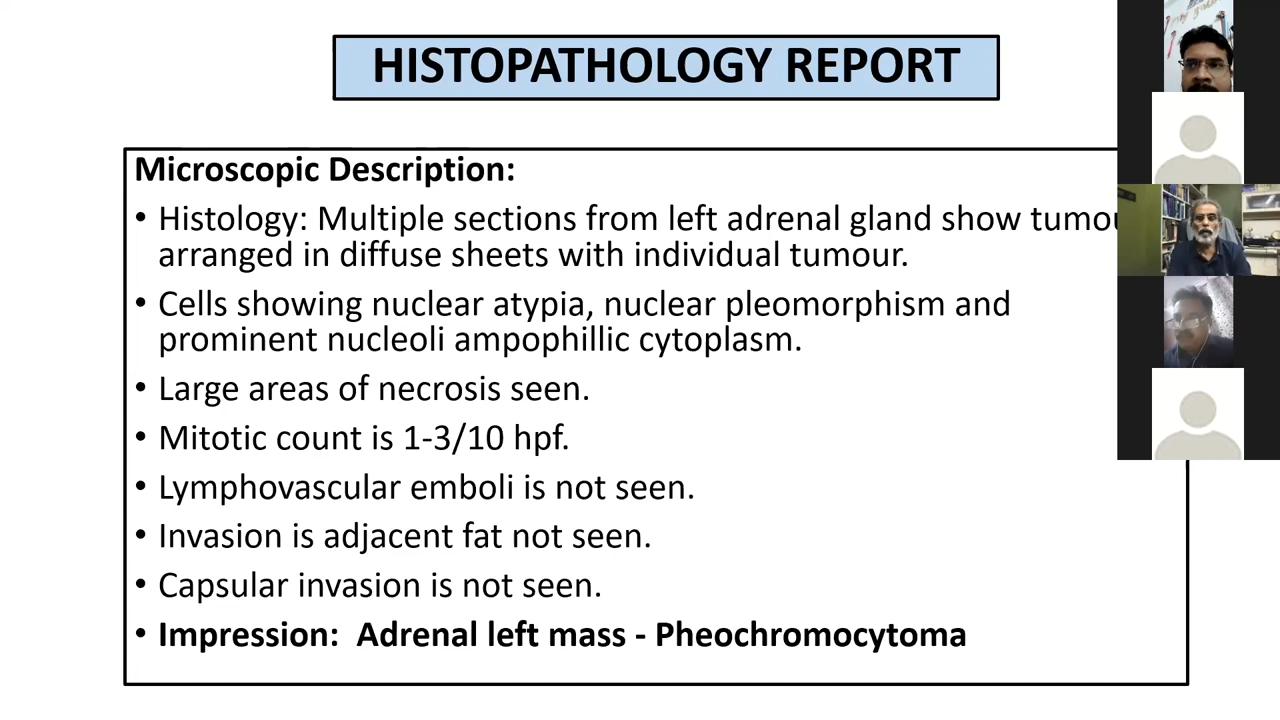 HISTOPATHOLOGY REPORT
Microscopic Description:
• Histology: Multiple sections from left adrenal gland show
arranged in diffuse sheets with individual tumour.
• Cells showing nuclear atypia, nuclear pleomorphism and
prominent nucleoli ampophillic cytoplasm.
• Large areas of necrosis seen.
• Mitotic count is 1-3/10 hpf.
• Lymphovascular emboli is not seen.
• Invasion is adjacent fat not seen.
• Capsular invasion is not seen.
• Impression: Adrenal left mass - Pheochromocytoma